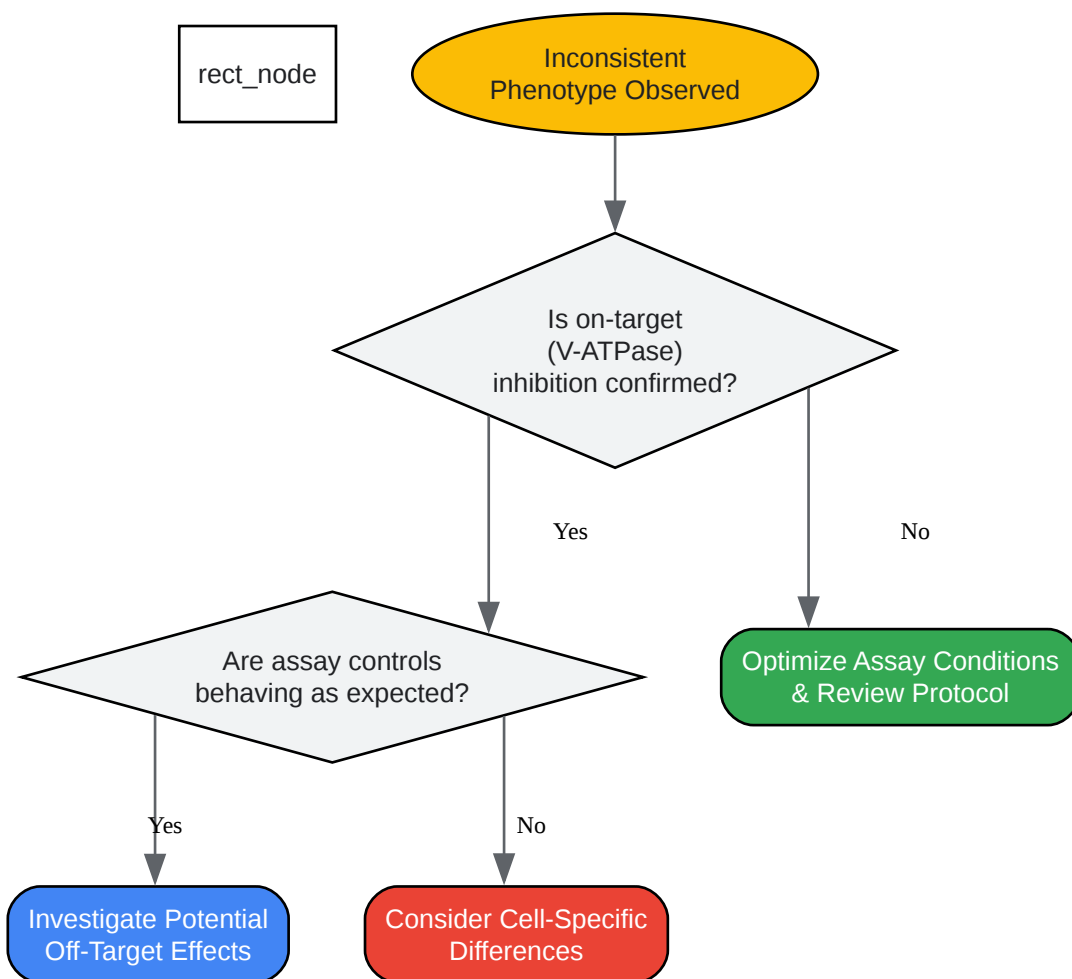 rect_node
Inconsistent
Phenotype Observed
Is on-target
(V-ATPase)
inhibition confirmed?
Yes
No
Are assay controls
behaving as expected?
Optimize Assay Conditions
& Review Protocol
Yes
No
Investigate Potential
Off-Target Effects
Consider Cell-Specific
Differences